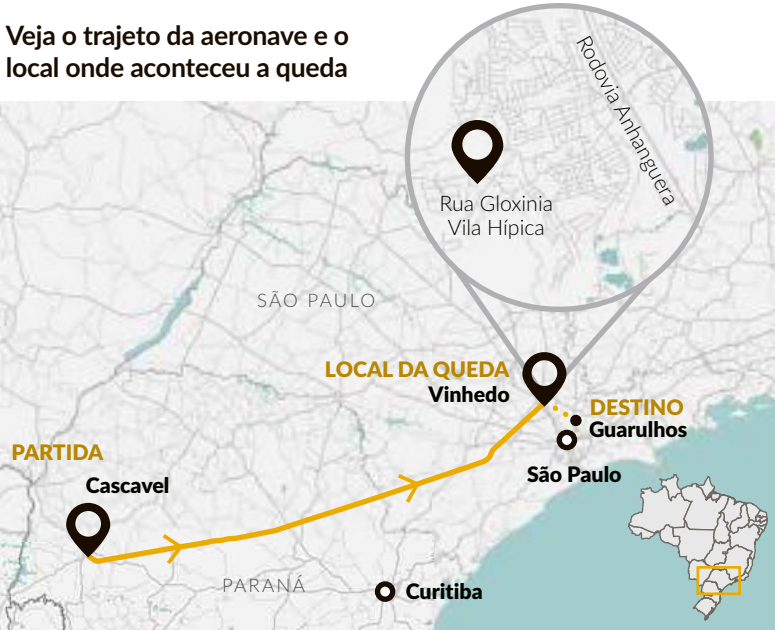 Veja o trajeto da aeronave e o
local onde aconteceu a queda
Rodovia Anhanguera
Rua Gloxinia
Vila Hípica
SÃO PAULO
LOCAL DA QUEDA
Vinhedo
DESTINO
Guarulhos
São Paulo
PARTIDA
Cascavel
PARANÁ
Curitiba